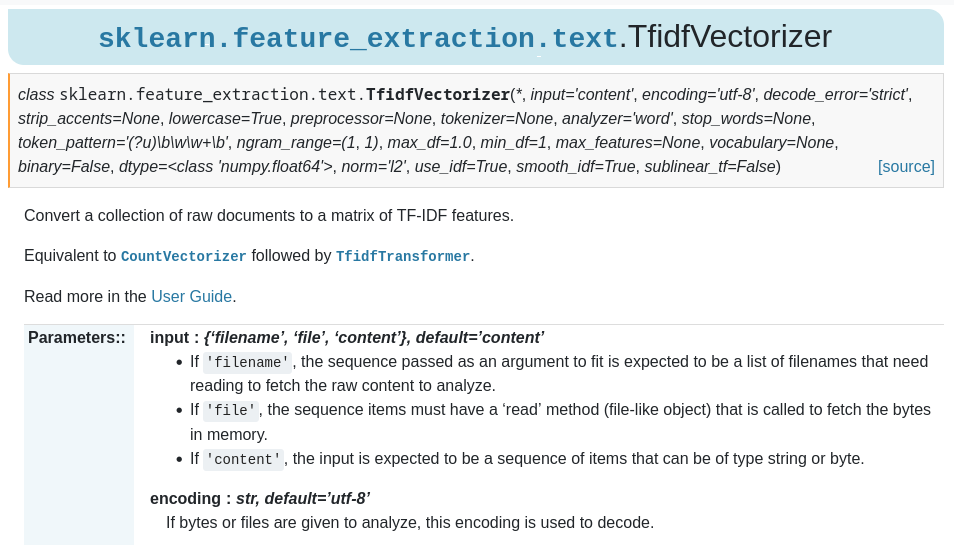 sklearn.feature_extraction.text.TfidfVectorizer
class sklearn.feature_extraction.text.TfidfVectorizer(*, input='content', encoding='utf-8', decode_error='strict',
strip_accents=None, lowercase=True, preprocessor=None, tokenizer=None, analyzer='word', stop_words=None,
token_pattern='(?u)\b\w\w+\b', ngram_range=(1, 1), max_df=1.0, min_df=1, max_features=None, vocabulary=None,
binary=False, dtype=<class 'numpy.float64'>, norm='l2', use_idf=True, smooth_idf=True, sublinear_tf=False) [source]
Convert a collection of raw documents to a matrix of TF-IDF features.
Equivalent to CountVectorizer followed by TfidfTransformer.
Read more in the User Guide.
Parameters:: input : {‘filename’, ‘file’, ‘content’}, default=’content’
• If 'filename', the sequence passed as an argument to fit is expected to be a list of filenames that need
reading to fetch the raw content to analyze.
• If 'file', the sequence items must have a ‘read’ method (file-like object) that is called to fetch the bytes
in memory.
• If 'content', the input is expected to be a sequence of items that can be of type string or byte.
encoding : str, default=’utf-8’
If bytes or files are given to analyze, this encoding is used to decode.